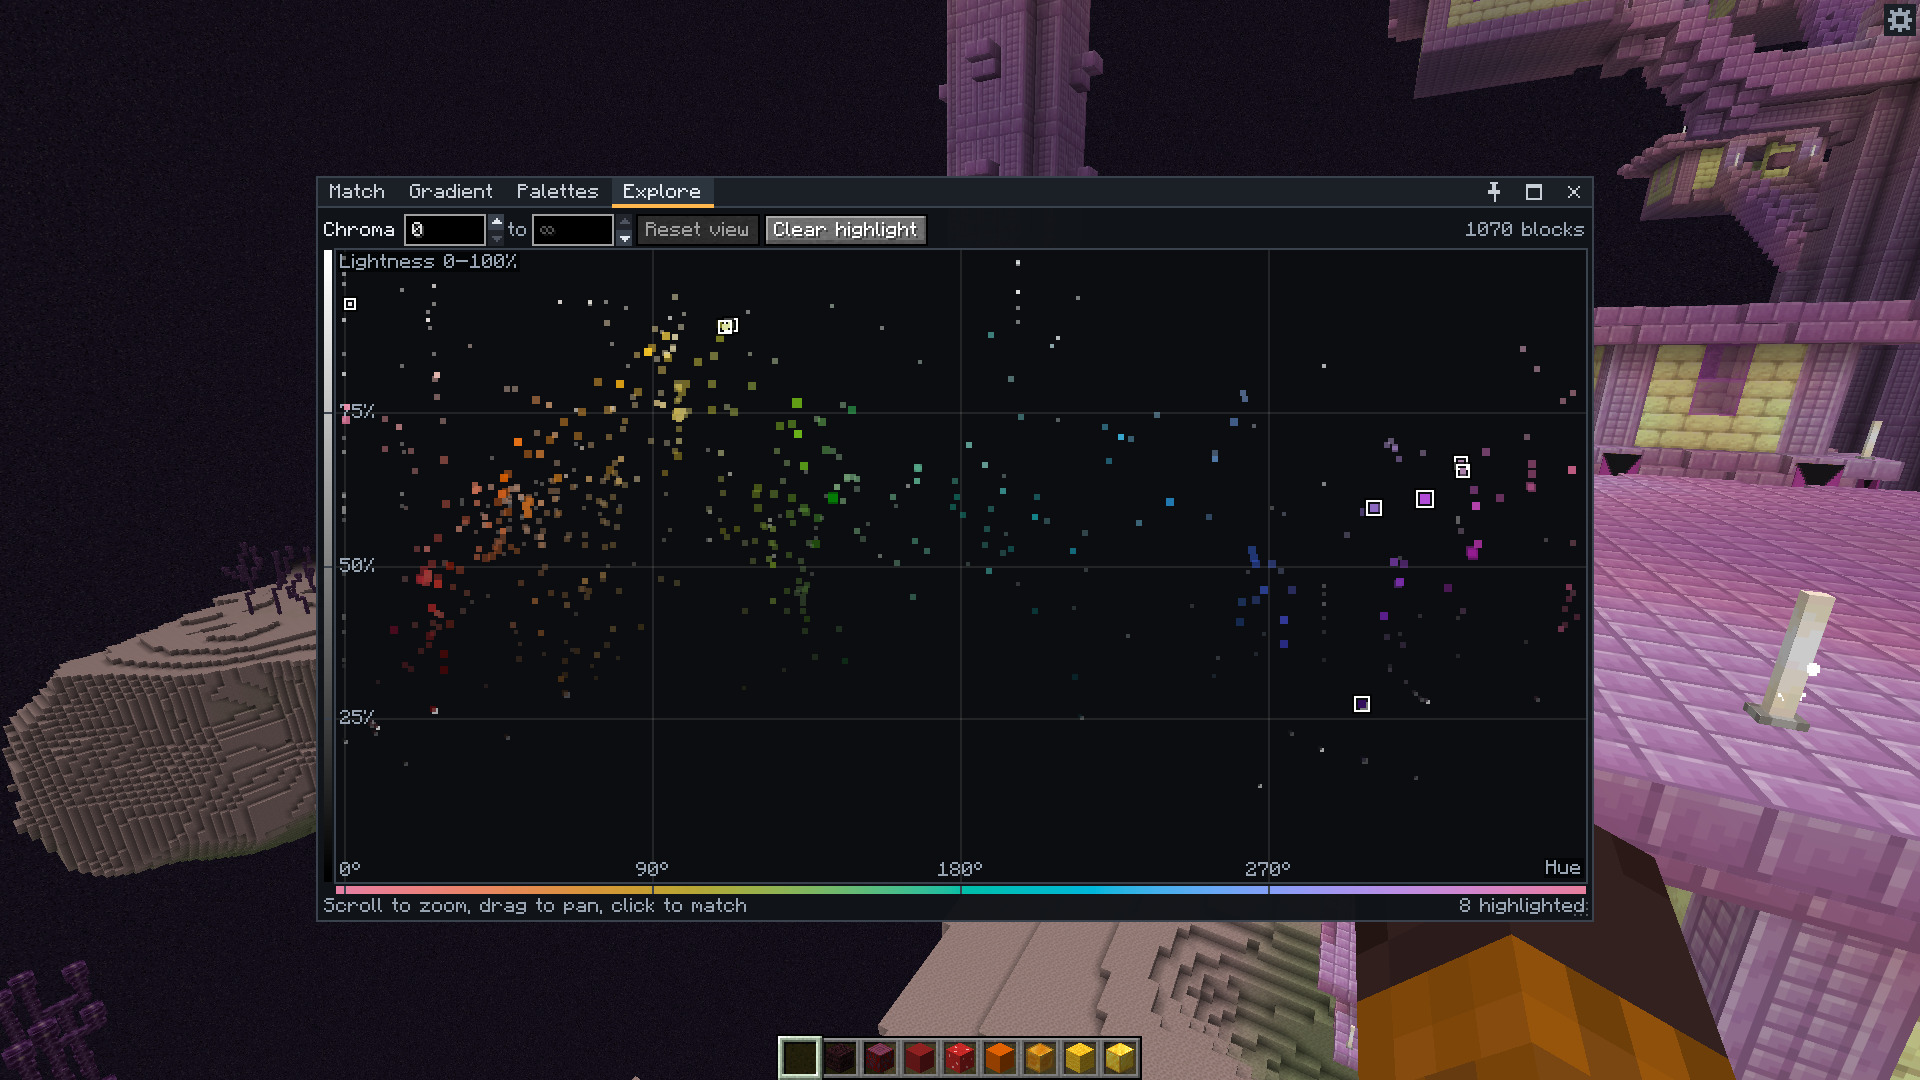 Match Gradient Palettes Explore
Chroma 0 to ∞ Reset view Clear highlight 1070 blocks
Lightness 0–100%
75%
50%
25%
0° 90° 180° 270° Hue
Scroll to zoom, drag to pan, click to match 8 highlighted